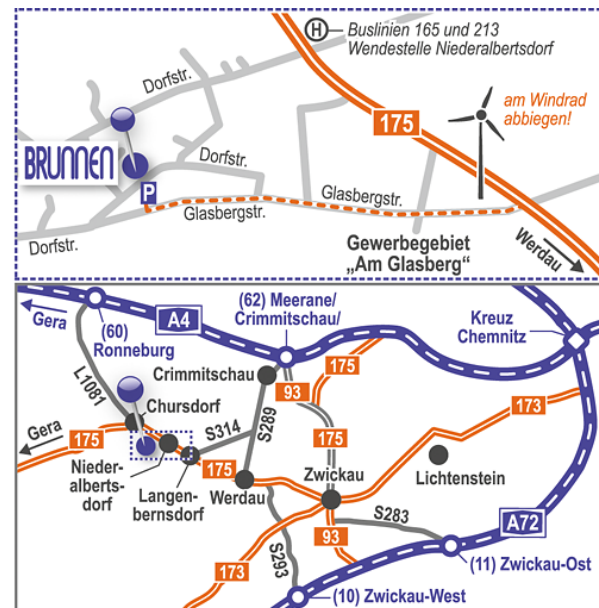 H
Buslinien 165 und 213
Wendestelle Niederalbertsdorf
Dorfstr.
175
am Windrad
abbiegen!
BRUNNEN
Dorfstr.
P
Glasbergstr.
Glasbergstr.
Dorfstr.
Gewerbegebiet
„Am Glasberg“
Werdau
Gera
A4
(60)
Ronneburg
(62) Meerane/
Crimmitschau/
Kreuz
Chemnitz
L1081
Crimmitschau
93
175
173
Chursdorf
S314
S289
175
Gera
175
Nieder-
alberts-
dorf
Langen-
bernsdorf
175
Werdau
Zwickau
Lichtenstein
S283
A72
93
S293
173
(11) Zwickau-Ost
(10) Zwickau-West